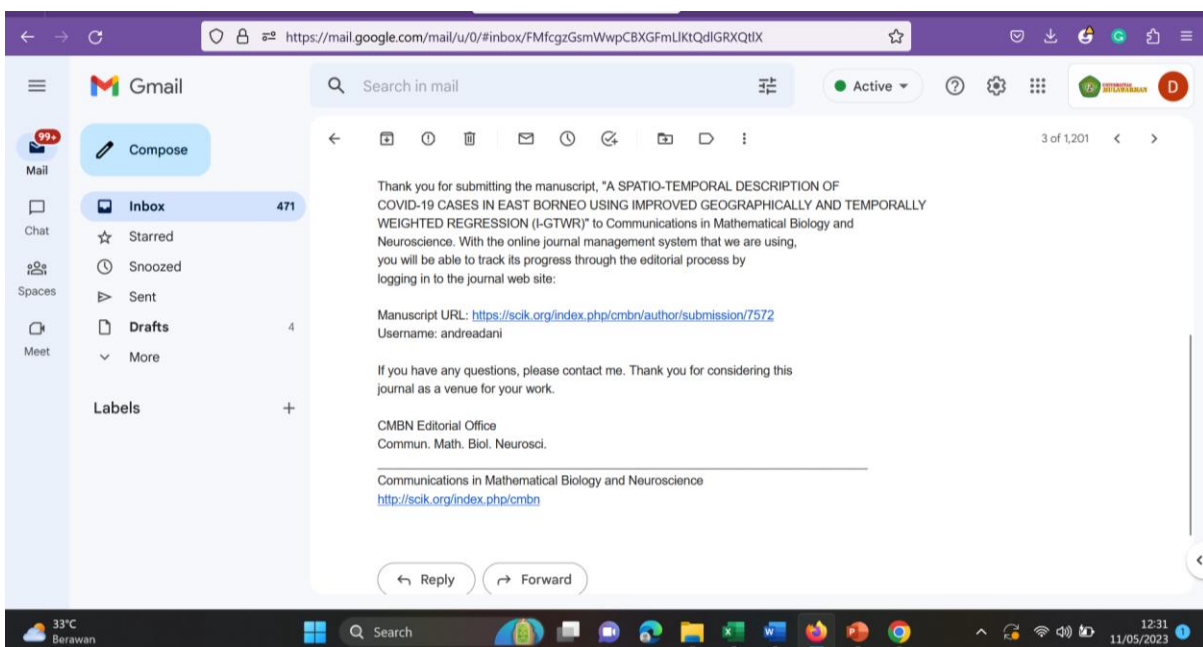 https://mail.google.com/mail/u/0/#inbox/FMfcgzGsmWwpCBXGFmLlKtQdlGRXQtlX
Gmail
Search in mail
Active
UNIVERSITAS
MULAWARMAN
D
99+
Mail
Chat
Spaces
Meet
Compose
Inbox 471
Starred
Snoozed
Sent
Drafts 4
More
Labels
3 of 1,201
Thank you for submitting the manuscript, "A SPATIO-TEMPORAL DESCRIPTION OF
COVID-19 CASES IN EAST BORNEO USING IMPROVED GEOGRAPHICALLY AND TEMPORALLY
WEIGHTED REGRESSION (I-GTWR)" to Communications in Mathematical Biology and
Neuroscience. With the online journal management system that we are using,
you will be able to track its progress through the editorial process by
logging in to the journal web site:
Manuscript URL: https://scik.org/index.php/cmbn/author/submission/7572
Username: andreadani
If you have any questions, please contact me. Thank you for considering this
journal as a venue for your work.
CMBN Editorial Office
Commun. Math. Biol. Neurosci.
Communications in Mathematical Biology and Neuroscience
http://scik.org/index.php/cmbn
Reply
Forward
33°C
Berawan
Search
12:31
11/05/2023
1